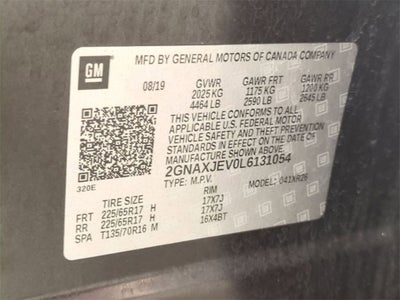 GM
MFD BY GENERAL MOTORS OF CANADA COMPANY
08/19 GVWR GAWR FRT GAWR RR
2025 KG 1175 KG 1200 KG
4464 LB 2590 LB 2645 LB
THIS VEHICLE CONFORMS TO ALL
APPLICABLE U.S. FEDERAL MOTOR
VEHICLE SAFETY AND THEFT PREVENTION
STANDARDS IN EFFECT ON THE DATE OF
MANUFACTURE SHOWN ABOVE.
2GNAXJEV0L6131054
320E TYPE: M.P.V. MODEL: 041XR26
TIRE SIZE RIM
FRT 225/65R17 H 17X7J
RR 225/65R17 H 17X7J
SPA T135/70R16 M 16X4BT